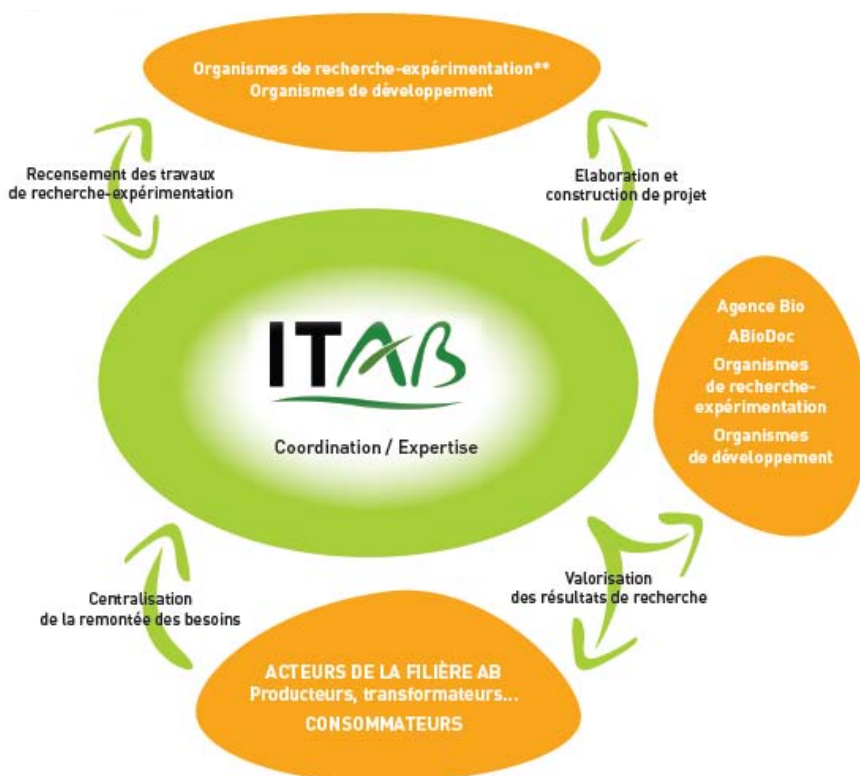 Organismes de recherche-expérimentation**
Organismes de développement
Recensement des travaux
de recherche-expérimentation
Elaboration et
construction de projet
ITAB
Coordination / Expertise
Agence Bio
ABioDoc
Organismes
de recherche-
expérimentation
Organismes
de développement
Centralisation
de la remontée des besoins
Valorisation
des résultats de recherche
ACTEURS DE LA FILIÈRE AB
Producteurs, transformateurs...
CONSOMMATEURS